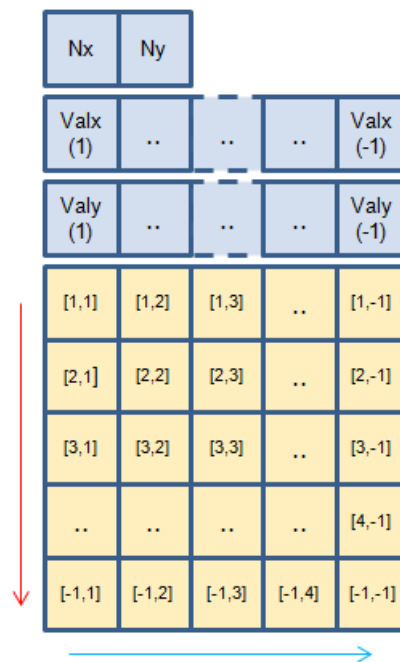 Nx Ny
Valx .. .. .. Valx
(1) (-1)
Valy .. .. .. Valy
(1) (-1)
[1,1] [1,2] [1,3] .. [1,-1]
[2,1] [2,2] [2,3] .. [2,-1]
[3,1] [3,2] [3,3] .. [3,-1]
.. .. .. .. [4,-1]
[-1,1] [-1,2] [-1,3] [-1,4] [-1,-1]